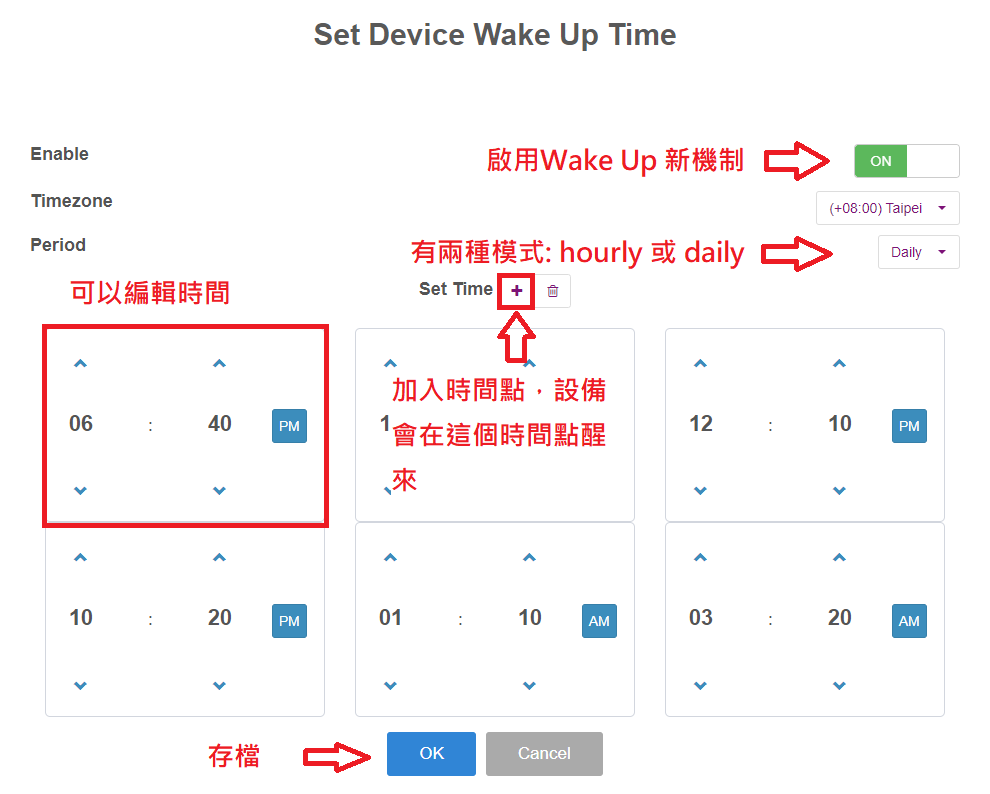 Set Device Wake Up Time
Enable
啟用Wake Up 新機制
ON
Timezone
(+08:00) Taipei
Period
有兩種模式: hourly 或 daily
Daily
可以編輯時間
Set Time +
06 : 40 PM
加入時間點，設備
會在這個時間點醒
來
12 : 10 PM
10 : 20 PM
01 : 10 AM
03 : 20 AM
存檔
OK
Cancel